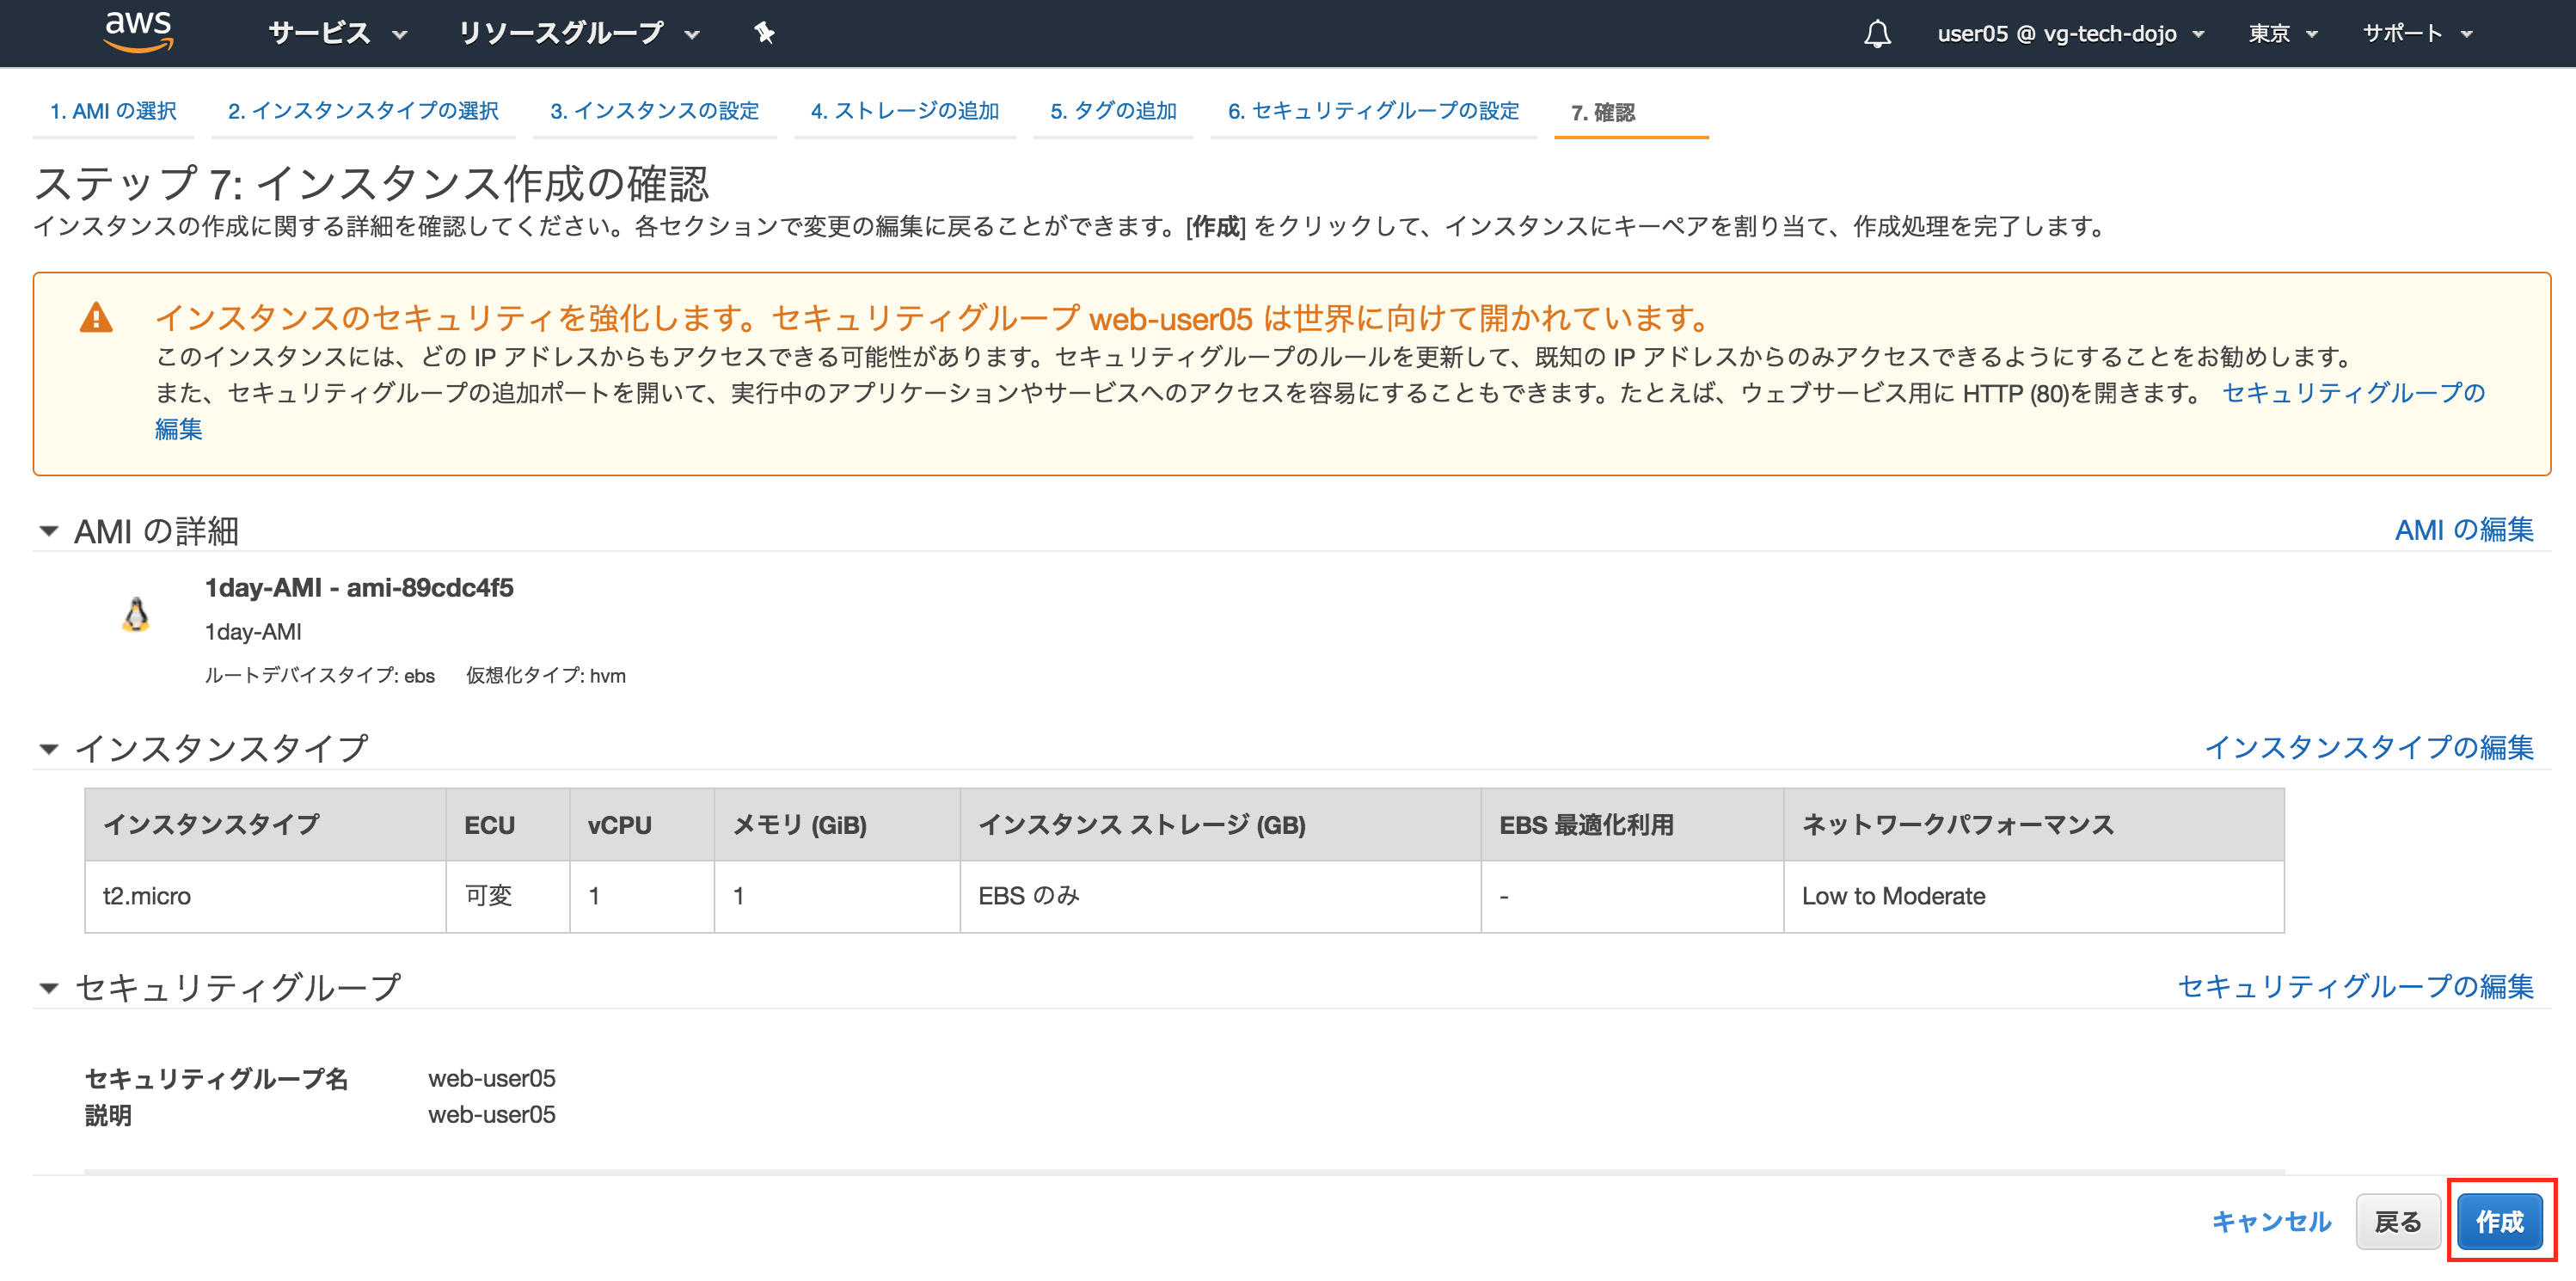 aws サービス リソースグループ user05 @ vg-tech-dojo 東京 サポート
1. AMI の選択 2. インスタンスタイプの選択 3. インスタンスの設定 4. ストレージの追加 5. タグの追加 6. セキュリティグループの設定 7. 確認
ステップ 7: インスタンス作成の確認
インスタンスの作成に関する詳細を確認してください。各セクションで変更の編集に戻ることができます。[作成] をクリックして、インスタンスにキーペアを割り当て、作成処理を完了します。
インスタンスのセキュリティを強化します。セキュリティグループ web-user05 は世界に向けて開かれています。
このインスタンスには、どの IP アドレスからもアクセスできる可能性があります。セキュリティグループのルールを更新して、既知の IP アドレスからのみアクセスできるようにすることをお勧めします。
また、セキュリティグループの追加ポートを開いて、実行中のアプリケーションやサービスへのアクセスを容易にすることもできます。たとえば、ウェブサービス用に HTTP (80)を開きます。 セキュリティグループの
編集
AMI の詳細 AMI の編集
1day-AMI - ami-89cdc4f5
1day-AMI
ルートデバイスタイプ: ebs 仮想化タイプ: hvm
インスタンスタイプ インスタンスタイプの編集
インスタンスタイプ ECU vCPU メモリ (GiB) インスタンス ストレージ (GB) EBS 最適化利用 ネットワークパフォーマンス
t2.micro 可変 1 1 EBS のみ - Low to Moderate
セキュリティグループ セキュリティグループの編集
セキュリティグループ名 web-user05
説明 web-user05
キャンセル 戻る 作成